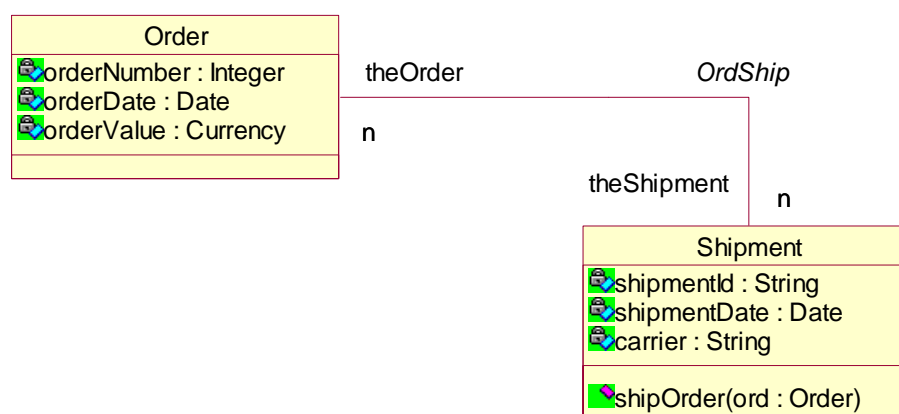 Order
orderNumber : Integer
orderDate : Date
orderValue : Currency
theOrder
OrdShip
n
theShipment
n
Shipment
shipmentId : String
shipmentDate : Date
carrier : String
shipOrder(ord : Order)